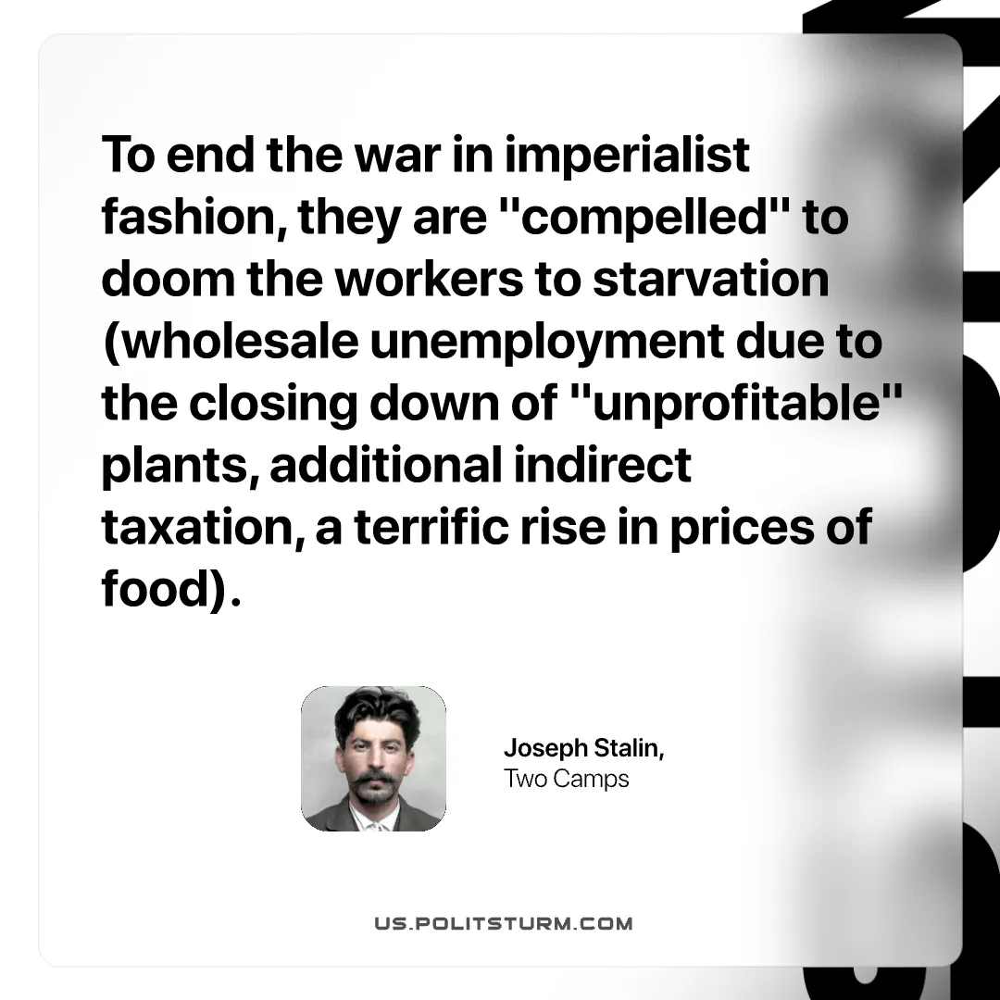 To end the war in imperialist
fashion, they are "compelled" to
doom the workers to starvation
(wholesale unemployment due to
the closing down of "unprofitable"
plants, additional indirect
taxation, a terrific rise in prices of
food).
Joseph Stalin,
Two Camps
US.POLITSTURM.COM